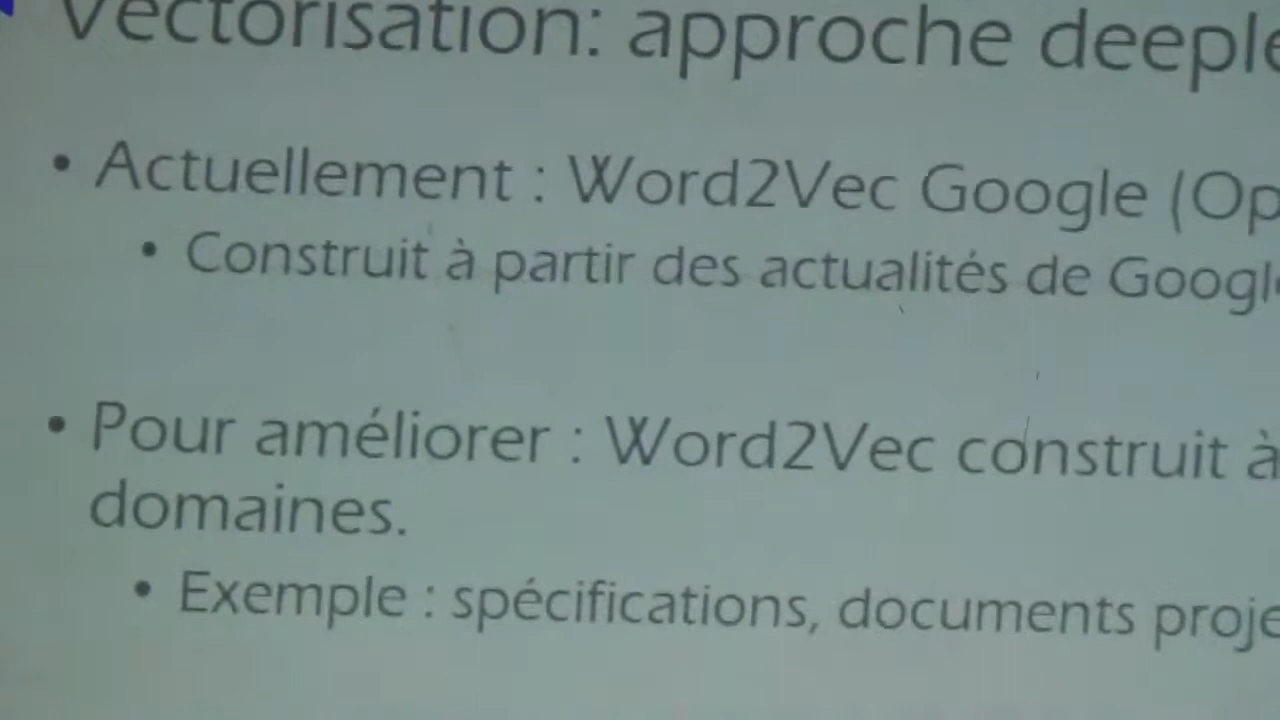 Vectorisation: approche deeple
• Actuellement : Word2Vec Google (Op
• Construit à partir des actualités de Googl
• Pour améliorer : Word2Vec construit à
domaines.
• Exemple : spécifications, documents proje